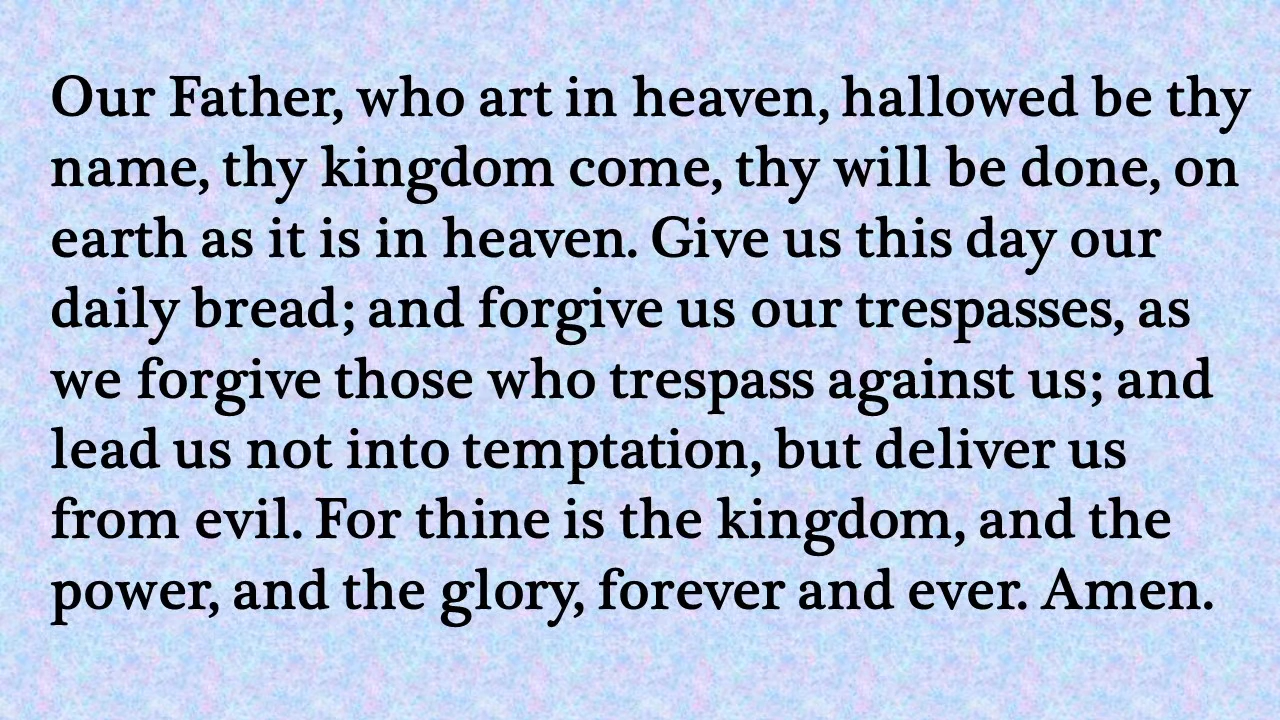 Our Father, who art in heaven, hallowed be thy
name, thy kingdom come, thy will be done, on
earth as it is in heaven. Give us this day our
daily bread; and forgive us our trespasses, as
we forgive those who trespass against us; and
lead us not into temptation, but deliver us
from evil. For thine is the kingdom, and the
power, and the glory, forever and ever. Amen.